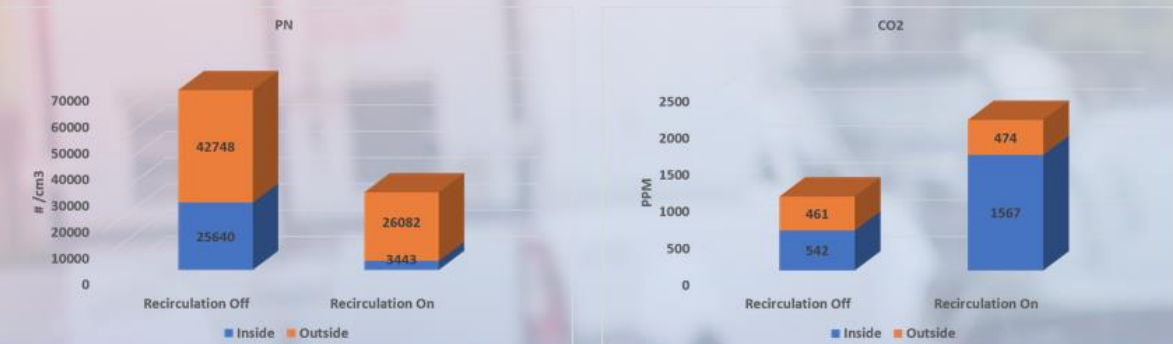 PN
70000
60000
50000
40000
30000
20000
10000
0
# /cm3
42748
25640
26082
3443
Recirculation Off
Recirculation On
Inside
Outside
CO2
2500
2000
1500
1000
500
0
PPM
461
542
474
1567
Recirculation Off
Recirculation On
Inside
Outside